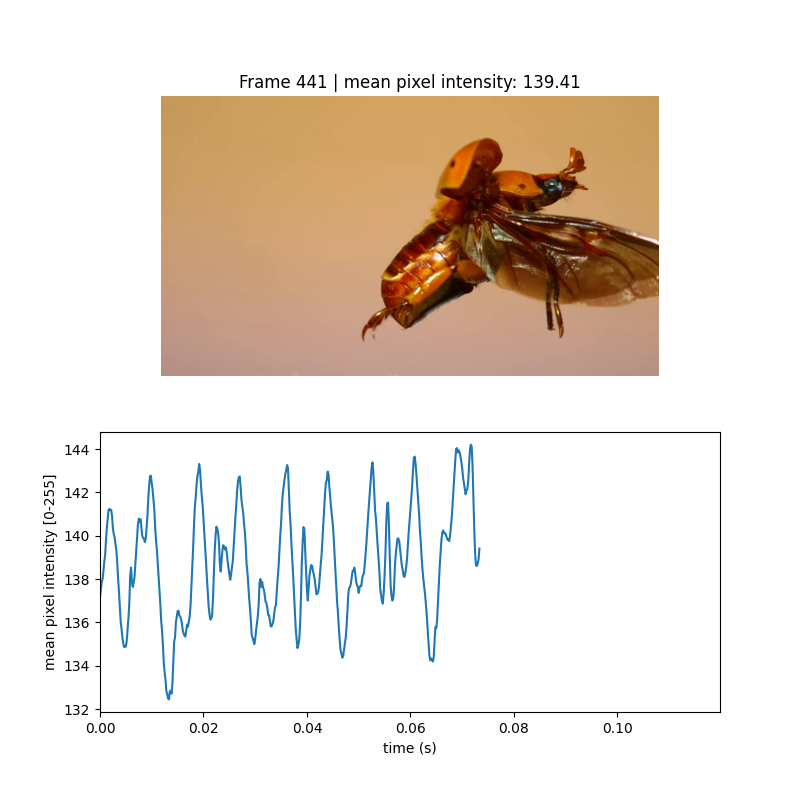 Frame 441 | mean pixel intensity: 139.41
mean pixel intensity [0-255]
144
142
140
138
136
134
132
0.00 0.02 0.04 0.06 0.08 0.10
time (s)